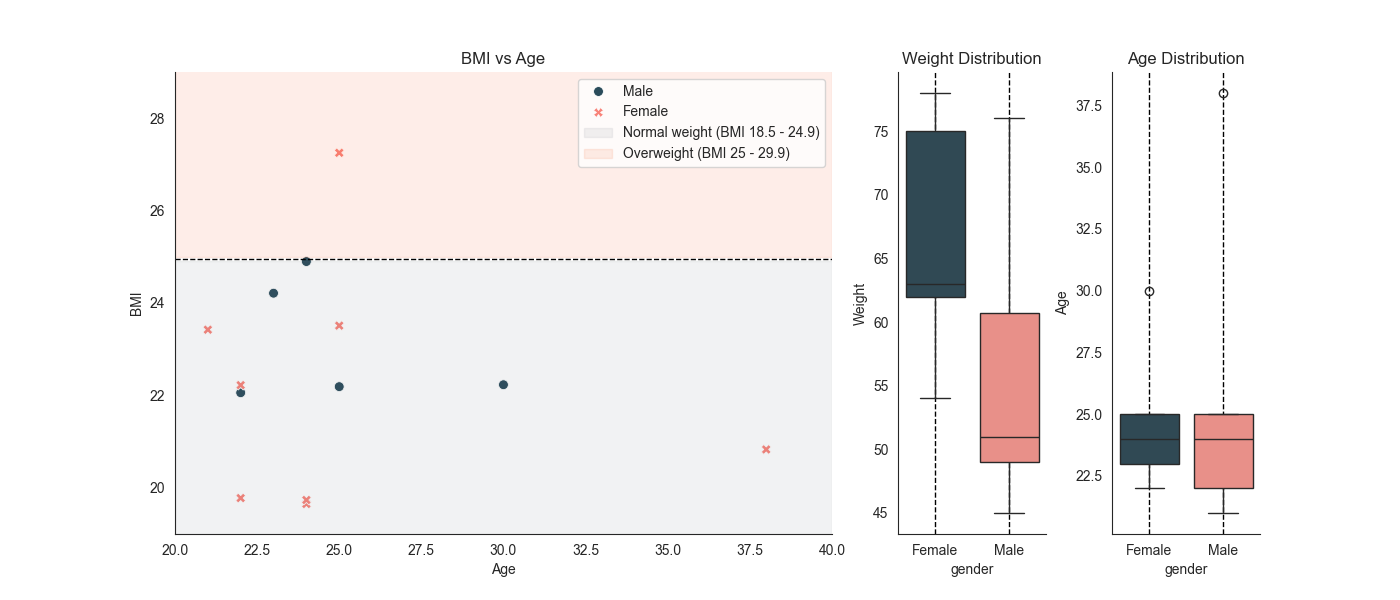 BMI vs Age
Male
Female
Normal weight (BMI 18.5 - 24.9)
Overweight (BMI 25 - 29.9)
BMI
28
26
24
22
20
20.0 22.5 25.0 27.5 30.0 32.5 35.0 37.5 40.0
Age
Weight Distribution
Weight
75
70
65
60
55
50
45
Female Male
gender
Age Distribution
Age
37.5
35.0
32.5
30.0
27.5
25.0
22.5
Female Male
gender